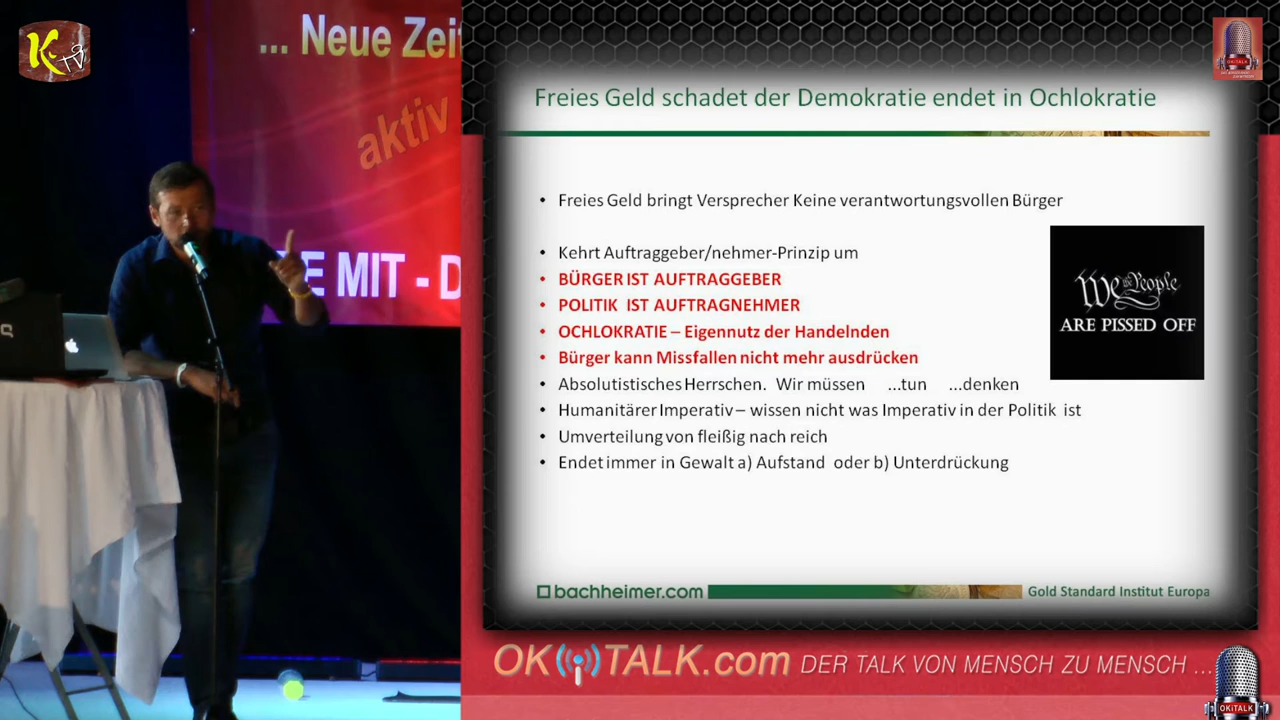 K-TV
... Neue Zeit
aktiv
E MIT - D
OKiTALK
Freies Geld schadet der Demokratie endet in Ochlokratie
• Freies Geld bringt Versprecher Keine verantwortungsvollen Bürger
• Kehrt Auftraggeber/nehmer-Prinzip um
• BÜRGER IST AUFTRAGGEBER
• POLITIK IST AUFTRAGNEHMER
• OCHLOKRATIE – Eigennutz der Handelnden
• Bürger kann Missfallen nicht mehr ausdrücken
• Absolutistisches Herrschen. Wir müssen ...tun ...denken
• Humanitärer Imperativ – wissen nicht was Imperativ in der Politik ist
• Umverteilung von fleißig nach reich
• Endet immer in Gewalt a) Aufstand oder b) Unterdrückung
We the People
ARE PISSED OFF
bachheimer.com
Gold Standard Institut Europa
OKiTALK.com DER TALK VON MENSCH ZU MENSCH ...
OKiTALK